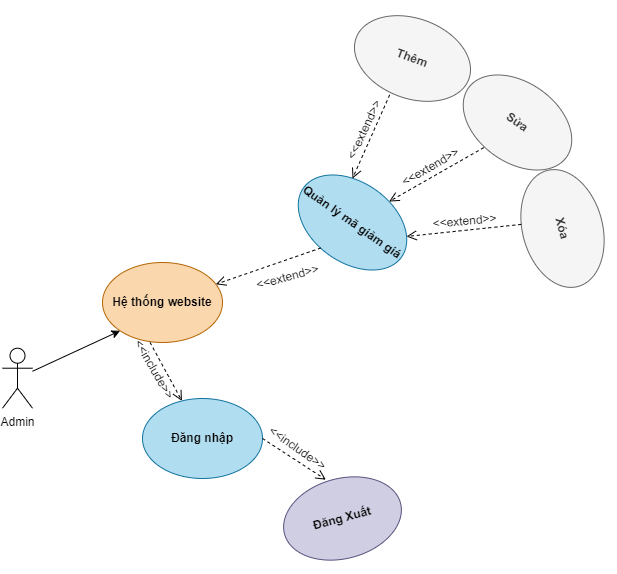 Thêm
<<extend>>
Sửa
<<extend>>
Quản lý mã giảm giá
<<extend>>
Xóa
<<extend>>
Hệ thống website
<<include>>
Admin
Đăng nhập
<<include>>
Đăng Xuất